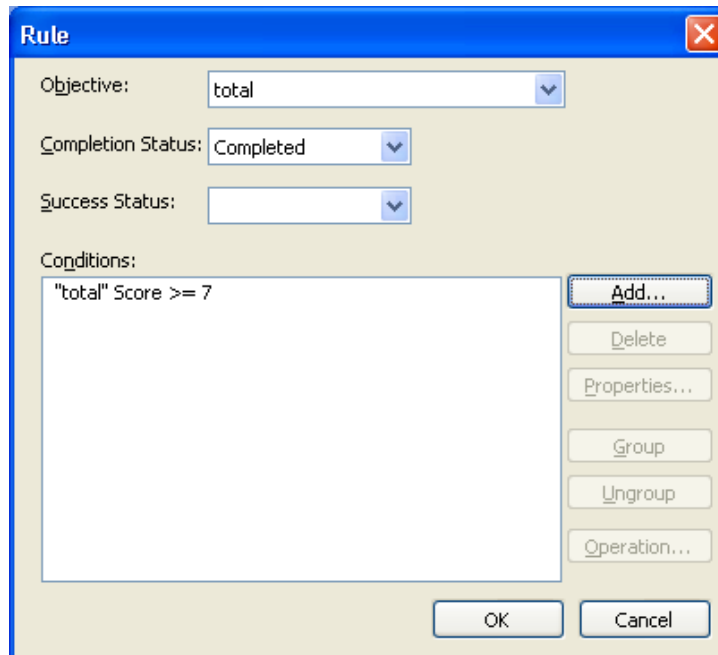 Rule
Objective: total
Completion Status: Completed
Success Status:
Conditions:
"total" Score >= 7
Add...
Delete
Properties...
Group
Ungroup
Operation...
OK Cancel